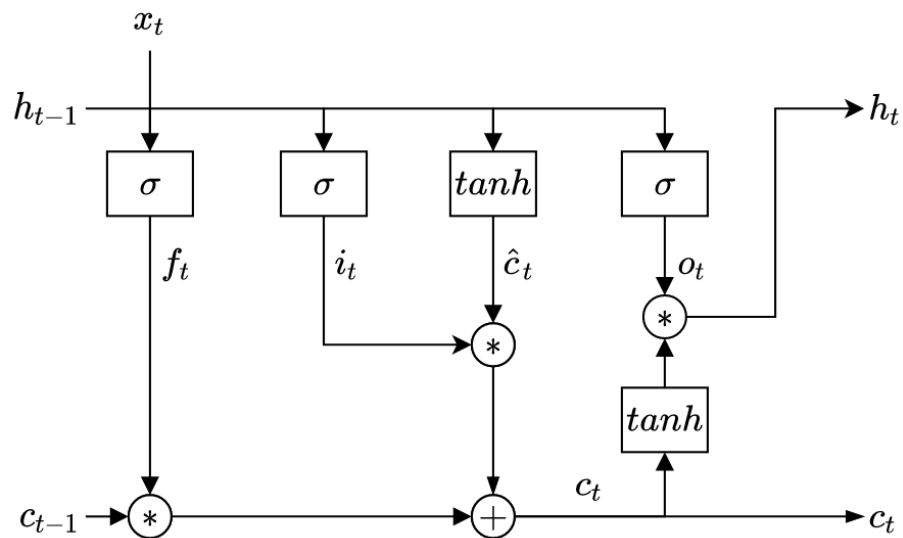 x_t
h_{t-1} h_t
σ σ tanh σ
f_t i_t ĉ_t o_t
* *
tanh
c_t
c_{t-1} * + c_t